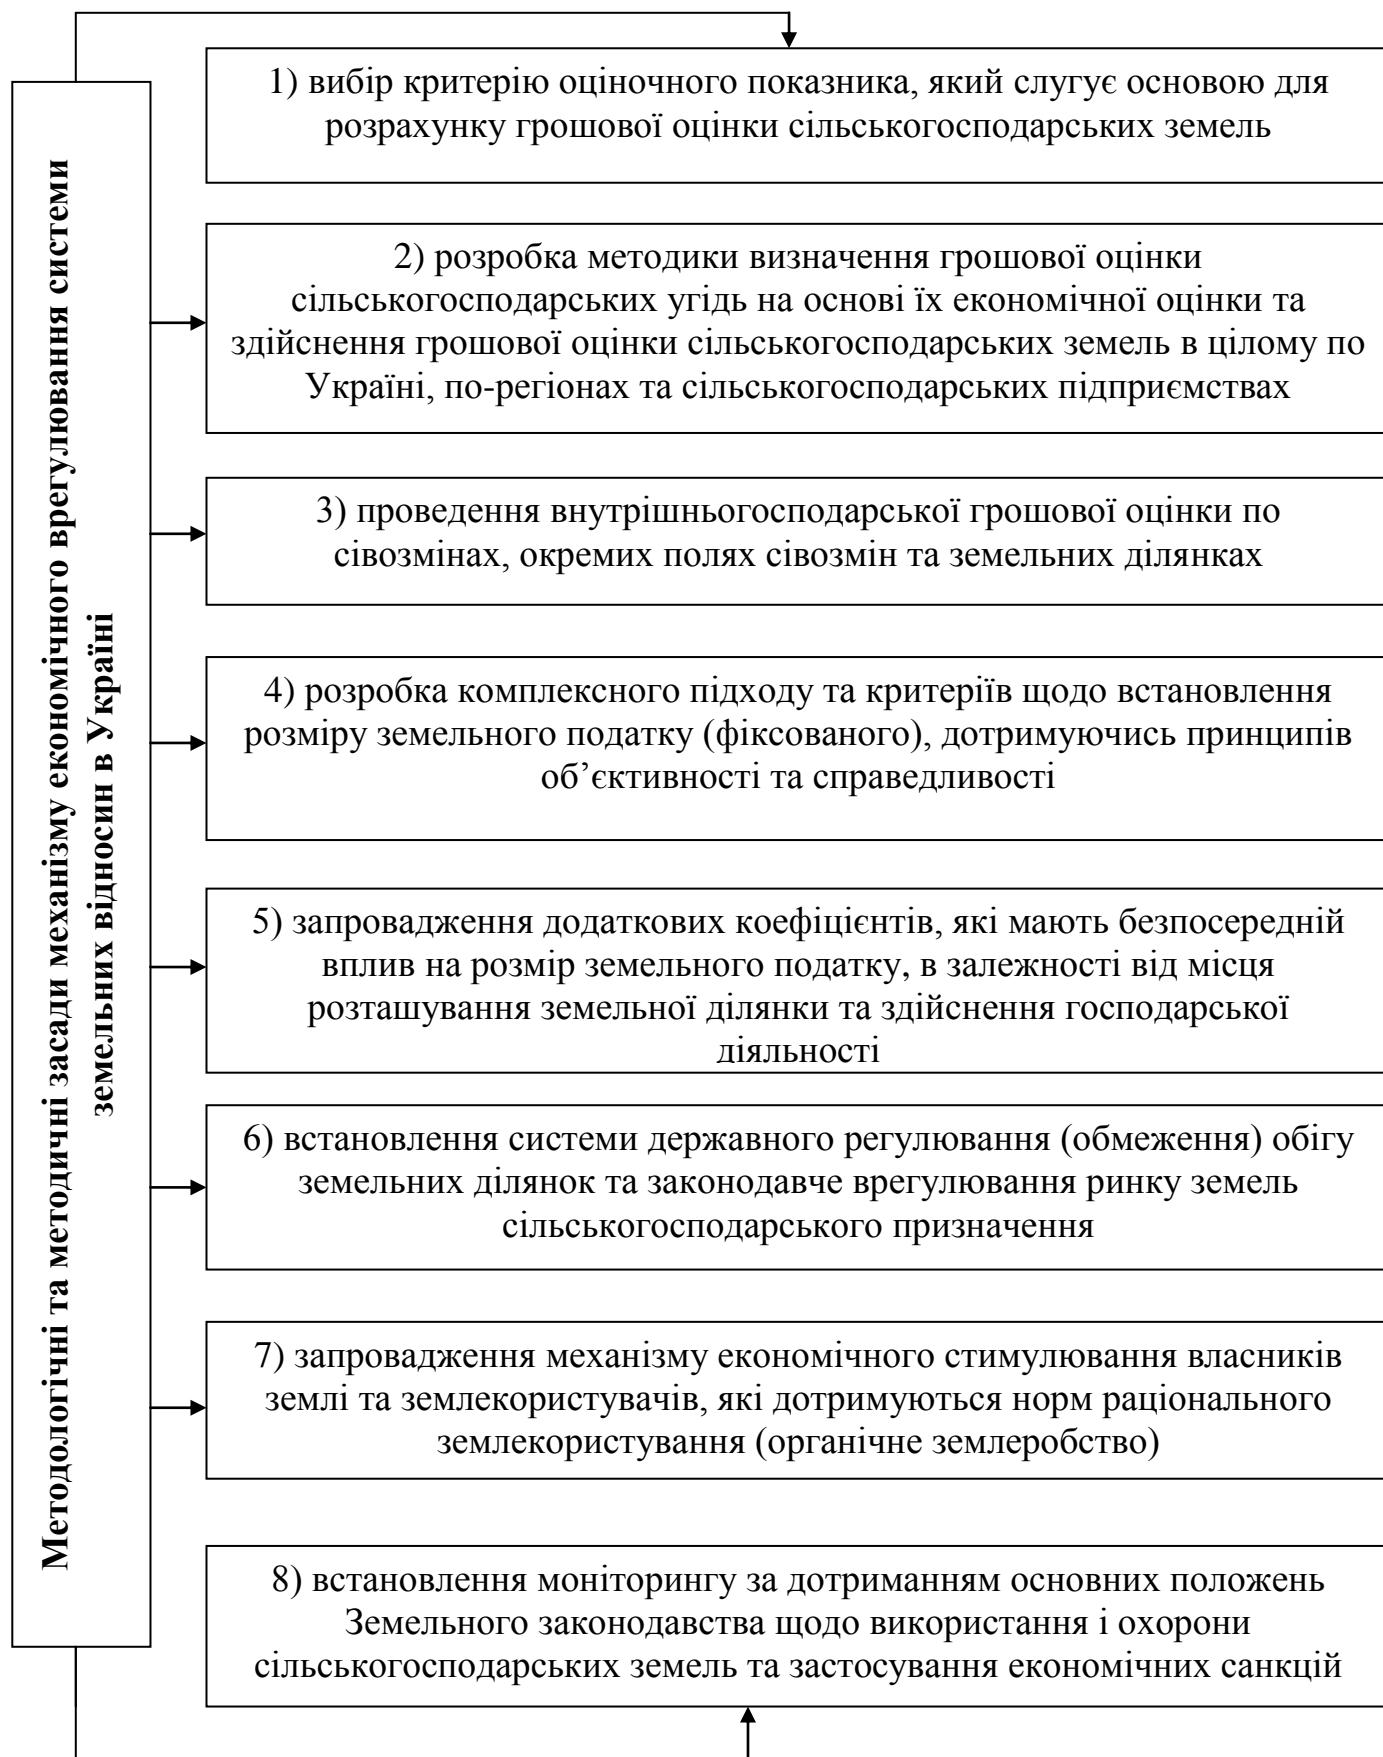 Методологічні та методичні засади механізму економічного врегулювання системи
земельних відносин в Україні
1) вибір критерію оціночного показника, який слугує основою для
розрахунку грошової оцінки сільськогосподарських земель
2) розробка методики визначення грошової оцінки
сільськогосподарських угідь на основі їх економічної оцінки та
здійснення грошової оцінки сільськогосподарських земель в цілому по
Україні, по-регіонах та сільськогосподарських підприємствах
3) проведення внутрішньогосподарської грошової оцінки по
сівозмінах, окремих полях сівозмін та земельних ділянках
4) розробка комплексного підходу та критеріїв щодо встановлення
розміру земельного податку (фіксованого), дотримуючись принципів
об’єктивності та справедливості
5) запровадження додаткових коефіцієнтів, які мають безпосередній
вплив на розмір земельного податку, в залежності від місця
розташування земельної ділянки та здійснення господарської
діяльності
6) встановлення системи державного регулювання (обмеження) обігу
земельних ділянок та законодавче врегулювання ринку земель
сільськогосподарського призначення
7) запровадження механізму економічного стимулювання власників
землі та землекористувачів, які дотримуються норм раціонального
землекористування (органічне землеробство)
8) встановлення моніторингу за дотриманням основних положень
Земельного законодавства щодо використання і охорони
сільськогосподарських земель та застосування економічних санкцій